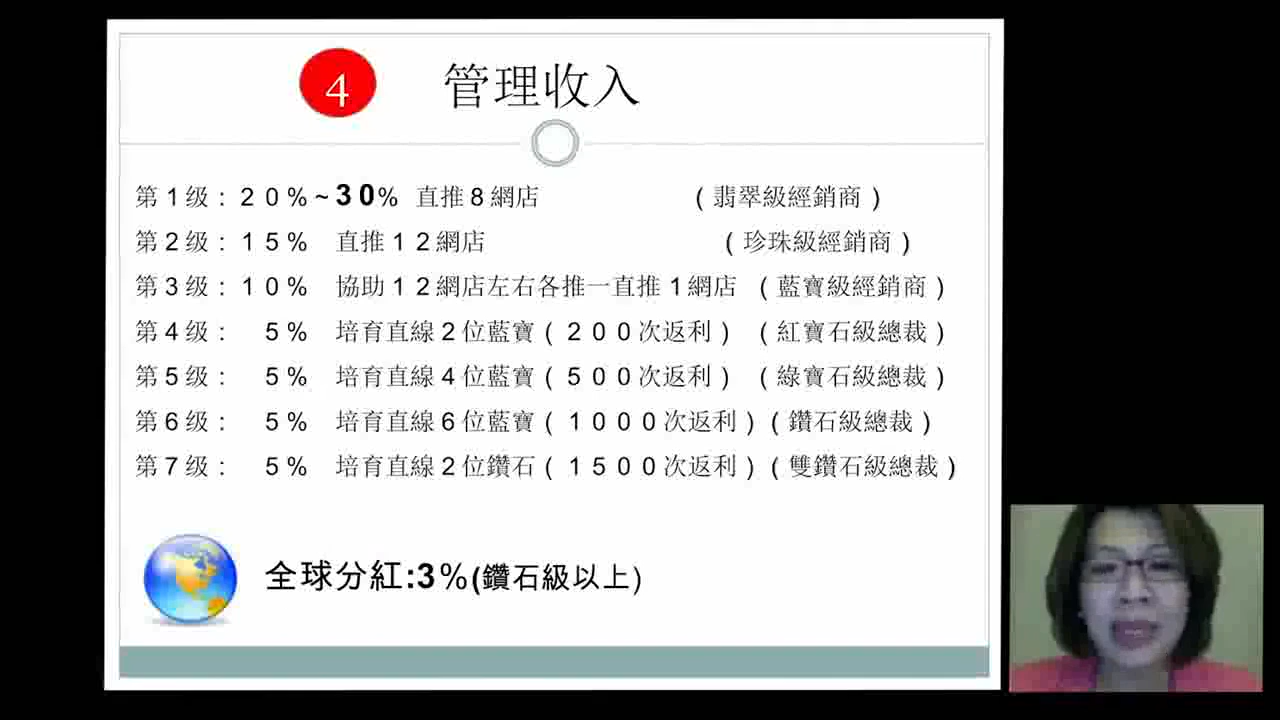 4 管理收入
第１级：２０％~３０％ 直推８網店 （翡翠級經銷商）
第２级：１５％ 直推１２網店 （珍珠級經銷商）
第３级：１０％ 協助１２網店左右各推一直推１網店 （藍寶級經銷商）
第４级： ５％ 培育直線２位藍寶（２００次返利） （紅寶石級總裁）
第５级： ５％ 培育直線４位藍寶（５００次返利） （綠寶石級總裁）
第６级： ５％ 培育直線６位藍寶（１０００次返利）（鑽石級總裁）
第７级： ５％ 培育直線２位鑽石（１５００次返利）（雙鑽石級總裁）
全球分紅:3%(鑽石級以上)